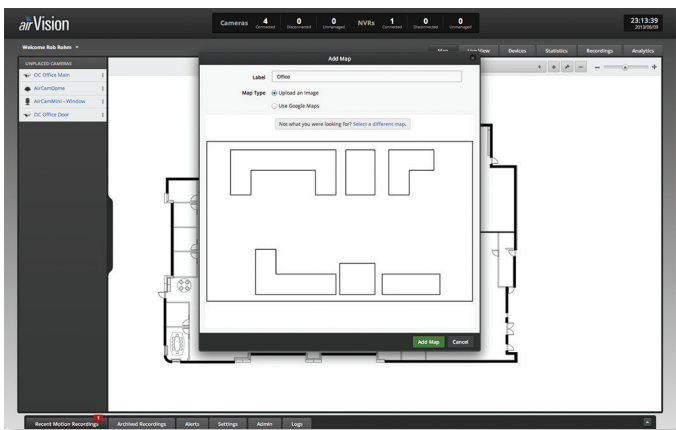 airVision
Cameras 4 Connected 0 Disconnected 0 Unmanaged NVRs 1 Connected 0 Disconnected 0 Unmanaged
23:13:39
2013/06/09
Welcome Rob Rohm
Map Live View Devices Statistics Recordings Analytics
UNPLACED CAMERAS
OC Office Main
AirCamDome
AirCamMini - Window
OC Office Door
Add Map
Label Office
Map Type Upload an Image
Use Google Maps
Not what you were looking for? Select a different map.
Add Map Cancel
Recent Motion Recordings 1 Archived Recordings Alerts Settings Admin Logs